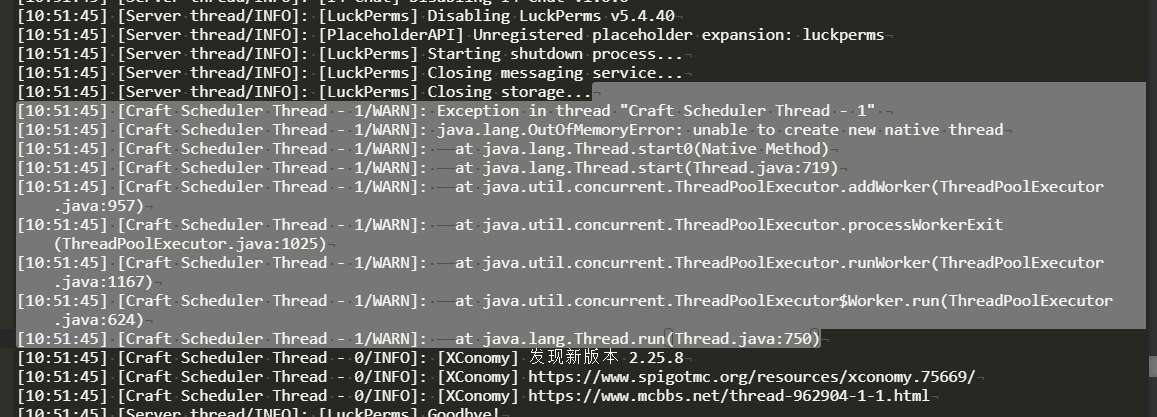 [10:51:45] [Server thread/INFO]: [LuckPerms] Disabling LuckPerms v5.4.40
[10:51:45] [Server thread/INFO]: [PlaceholderAPI] Unregistered placeholder expansion: luckperms
[10:51:45] [Server thread/INFO]: [LuckPerms] Starting shutdown process...
[10:51:45] [Server thread/INFO]: [LuckPerms] Closing messaging service...
[10:51:45] [Server thread/INFO]: [LuckPerms] Closing storage...
[10:51:45] [Craft Scheduler Thread - 1/WARN]: Exception in thread "Craft Scheduler Thread - 1"
[10:51:45] [Craft Scheduler Thread - 1/WARN]: java.lang.OutOfMemoryError: unable to create new native thread
[10:51:45] [Craft Scheduler Thread - 1/WARN]: at java.lang.Thread.start0(Native Method)
[10:51:45] [Craft Scheduler Thread - 1/WARN]: at java.lang.Thread.start(Thread.java:719)
[10:51:45] [Craft Scheduler Thread - 1/WARN]: at java.util.concurrent.ThreadPoolExecutor.addWorker(ThreadPoolExecutor
.java:957)
[10:51:45] [Craft Scheduler Thread - 1/WARN]: at java.util.concurrent.ThreadPoolExecutor.processWorkerExit
(ThreadPoolExecutor.java:1025)
[10:51:45] [Craft Scheduler Thread - 1/WARN]: at java.util.concurrent.ThreadPoolExecutor.runWorker(ThreadPoolExecutor
.java:1167)
[10:51:45] [Craft Scheduler Thread - 1/WARN]: at java.util.concurrent.ThreadPoolExecutor$Worker.run(ThreadPoolExecutor
.java:624)
[10:51:45] [Craft Scheduler Thread - 1/WARN]: at java.lang.Thread.run(Thread.java:750)
[10:51:45] [Craft Scheduler Thread - 0/INFO]: [XConomy] 发现新版本 2.25.8
[10:51:45] [Craft Scheduler Thread - 0/INFO]: [XConomy] https://www.spigotmc.org/resources/xconomy.75669/
[10:51:45] [Craft Scheduler Thread - 0/INFO]: [XConomy] https://www.mcbbs.net/thread-962904-1-1.html
[10:51:45] [Server thread/INFO]: [LuckPerms] Goodbye!